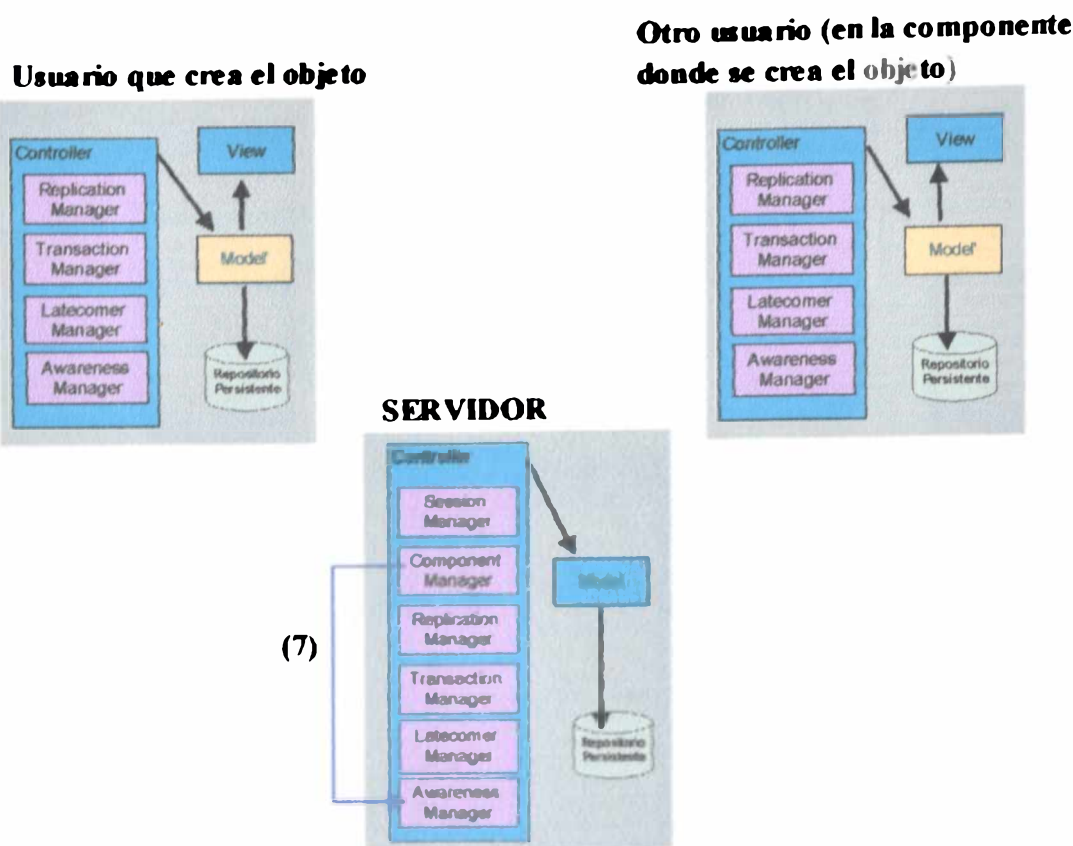 Usuario que crea el objeto
Controller
Replication
Manager
Transaction
Manager
Latecomer
Manager
Awareness
Manager
View
Model'
Repositorio
Persistente
Otro usuario (en la componente
donde se crea el objeto)
Controller
Replication
Manager
Transaction
Manager
Latecomer
Manager
Awareness
Manager
View
Model'
Repositorio
Persistente
SERVIDOR
Controller
Session
Manager
Component
Manager
Replication
Manager
Transaction
Manager
Latecomer
Manager
Awareness
Manager
Model
Repositorio
Persistente
(7)